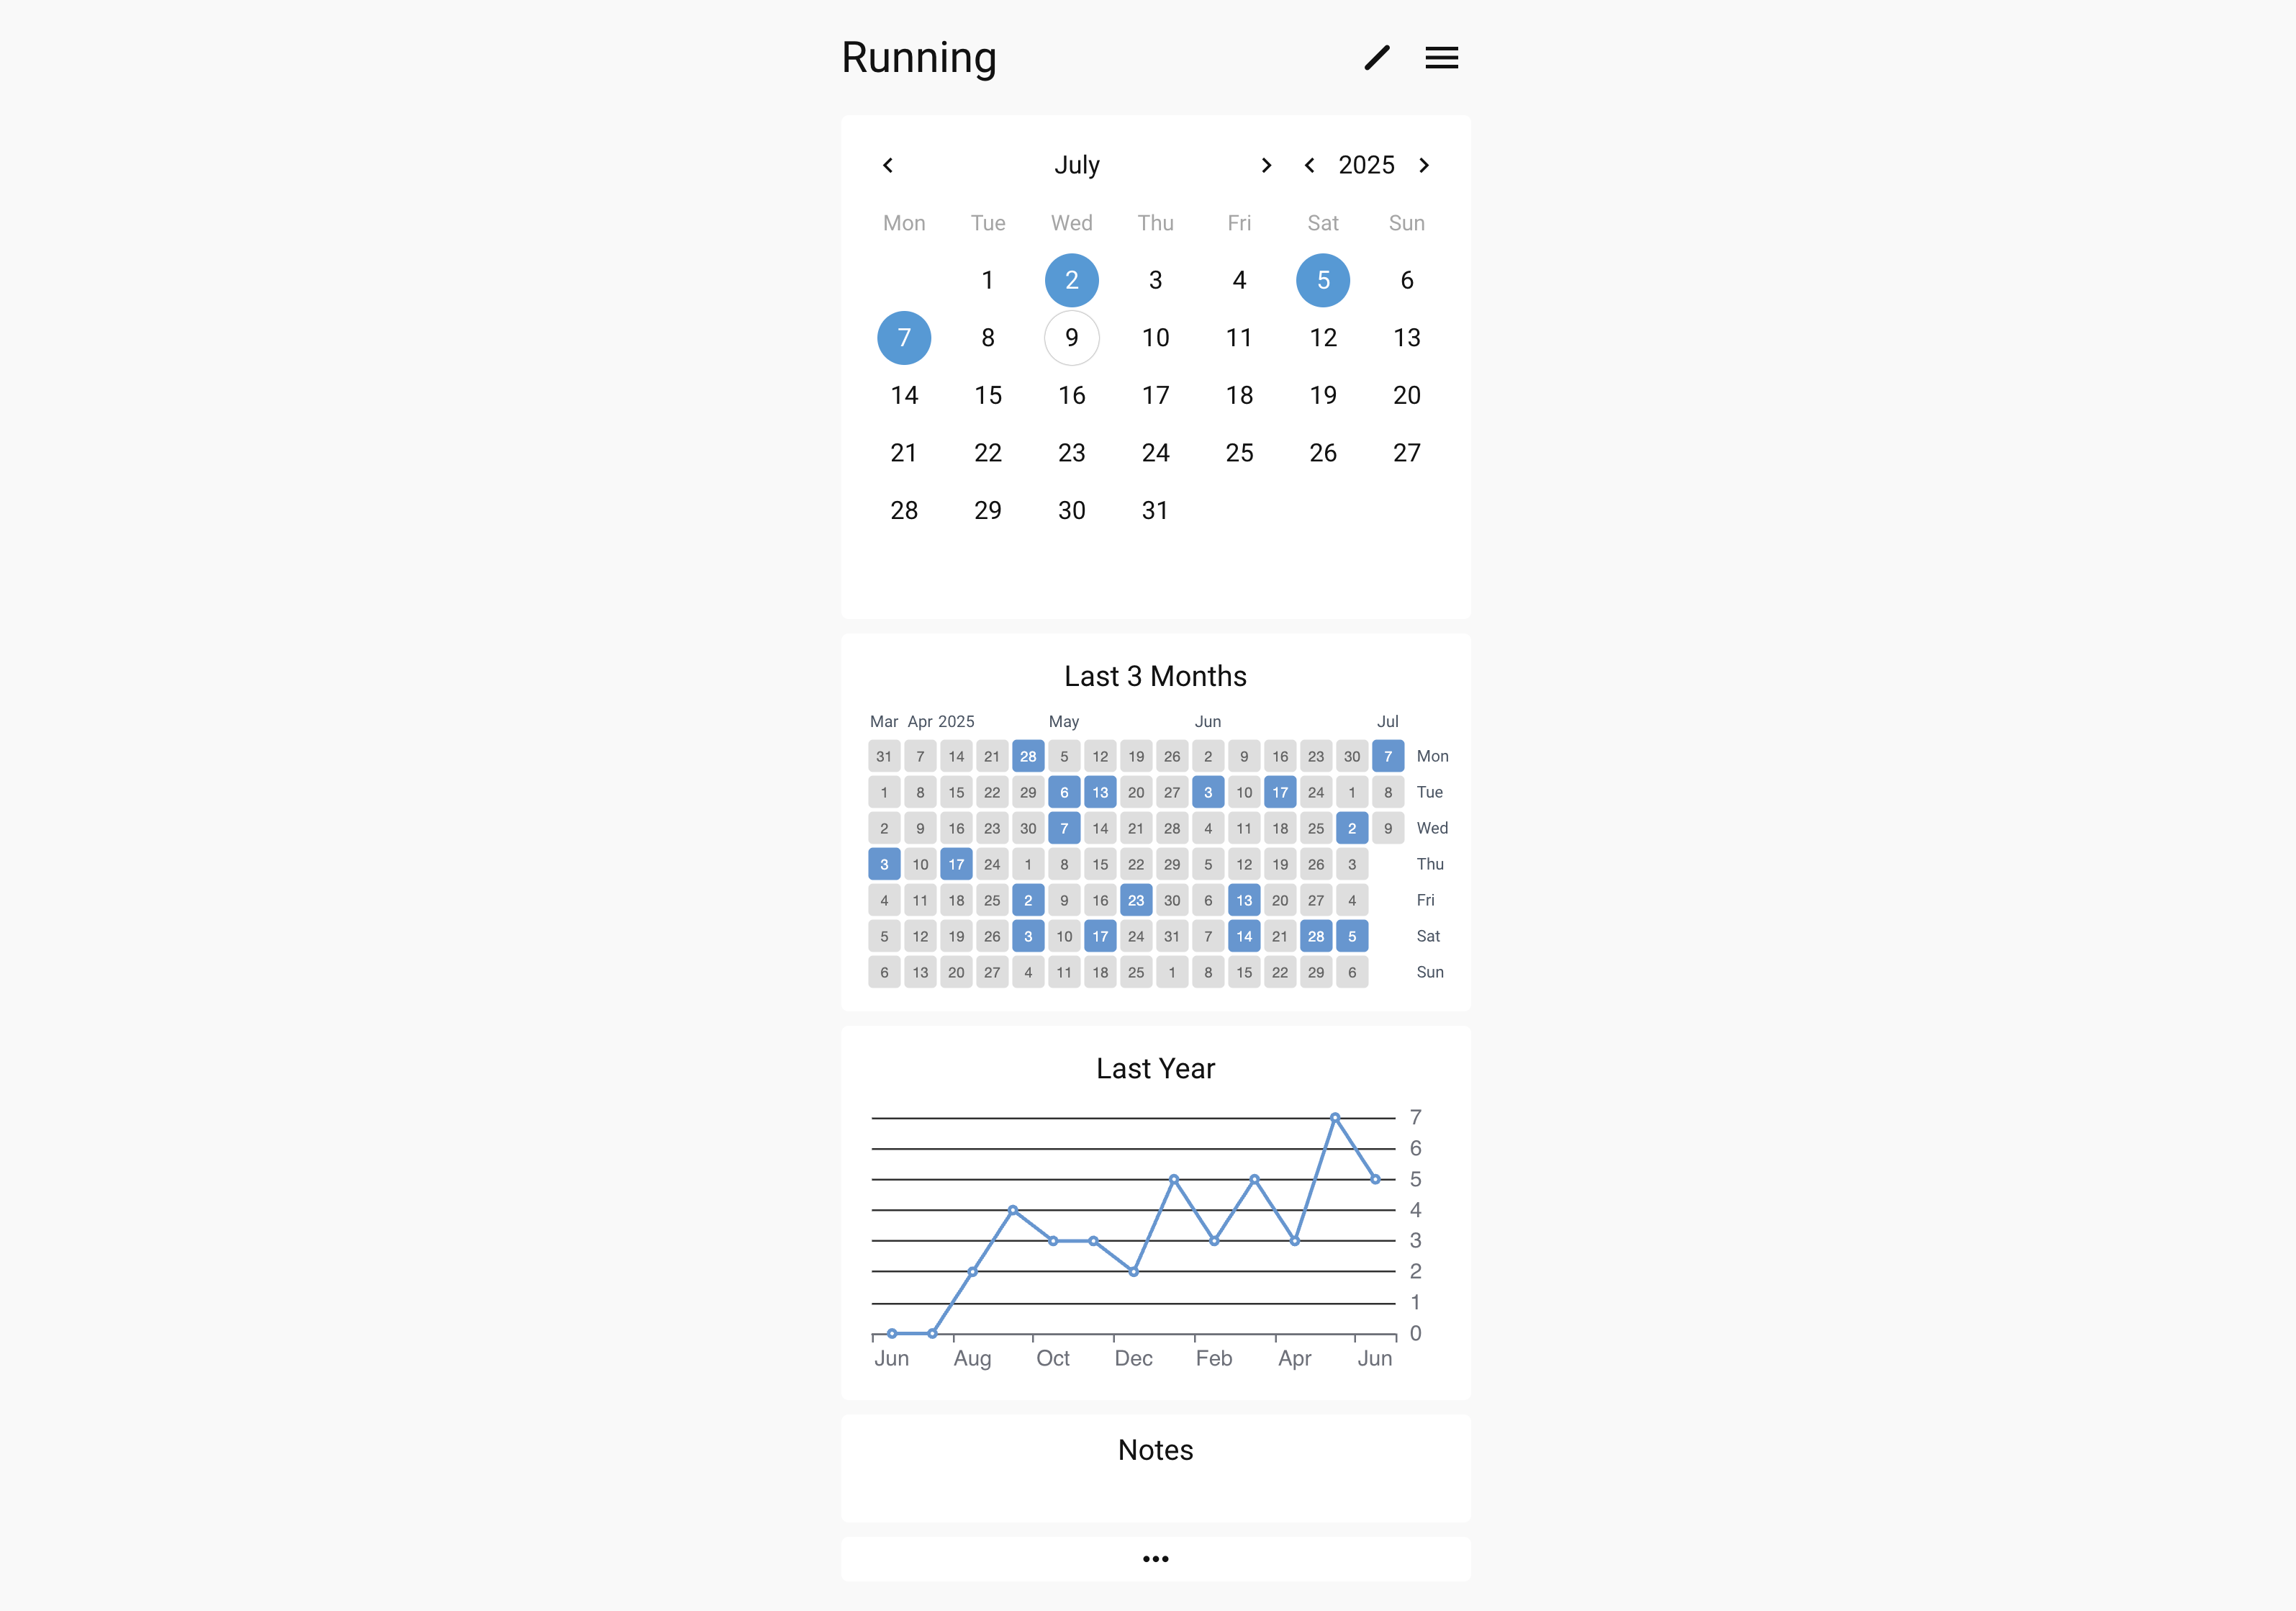 Running
July 2025
Mon Tue Wed Thu Fri Sat Sun
1 2 3 4 5 6
7 8 9 10 11 12 13
14 15 16 17 18 19 20
21 22 23 24 25 26 27
28 29 30 31
Last 3 Months
Mar Apr 2025 May Jun Jul
31 7 14 21 28 5 12 19 26 2 9 16 23 30 7 Mon
1 8 15 22 29 6 13 20 27 3 10 17 24 1 8 Tue
2 9 16 23 30 7 14 21 28 4 11 18 25 2 9 Wed
3 10 17 24 1 8 15 22 29 5 12 19 26 3 Thu
4 11 18 25 2 9 16 23 30 6 13 20 27 4 Fri
5 12 19 26 3 10 17 24 31 7 14 21 28 5 Sat
6 13 20 27 4 11 18 25 1 8 15 22 29 6 Sun
Last Year
7
6
5
4
3
2
1
0
Jun Aug Oct Dec Feb Apr Jun
Notes